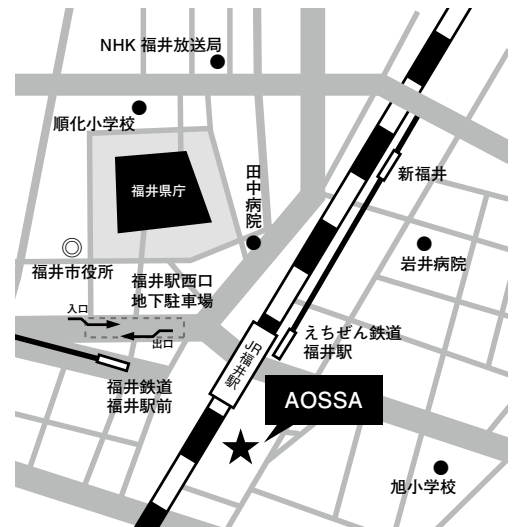 NHK 福井放送局
順化小学校
福井県庁
田中病院
新福井
福井市役所
岩井病院
福井駅西口
地下駐車場
入口
出口
JR福井駅
えちぜん鉄道
福井駅
福井鉄道
福井駅前
AOSSA
旭小学校